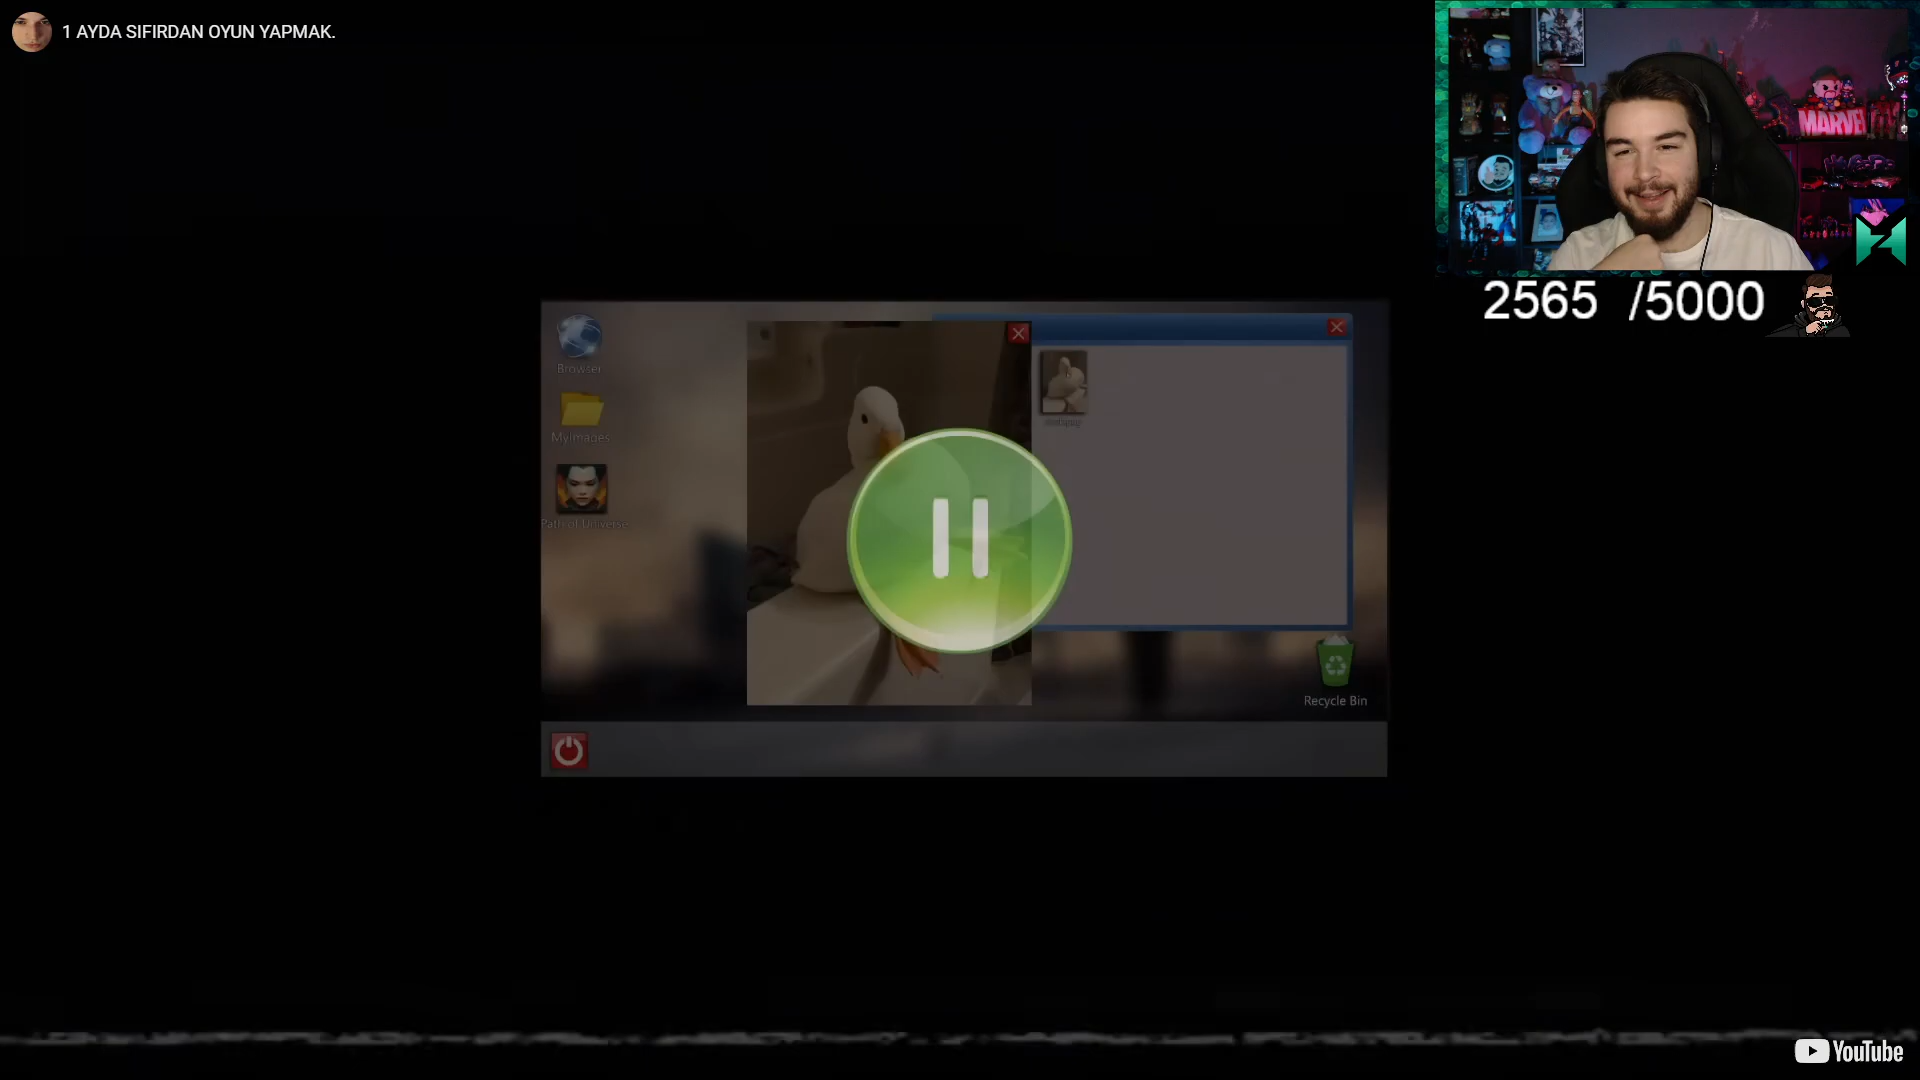 1 AYDA SIFIRDAN OYUN YAPMAK.
MARVEL
2565 /5000
Browser
MyImages
Path of Universe
Recycle Bin
YouTube